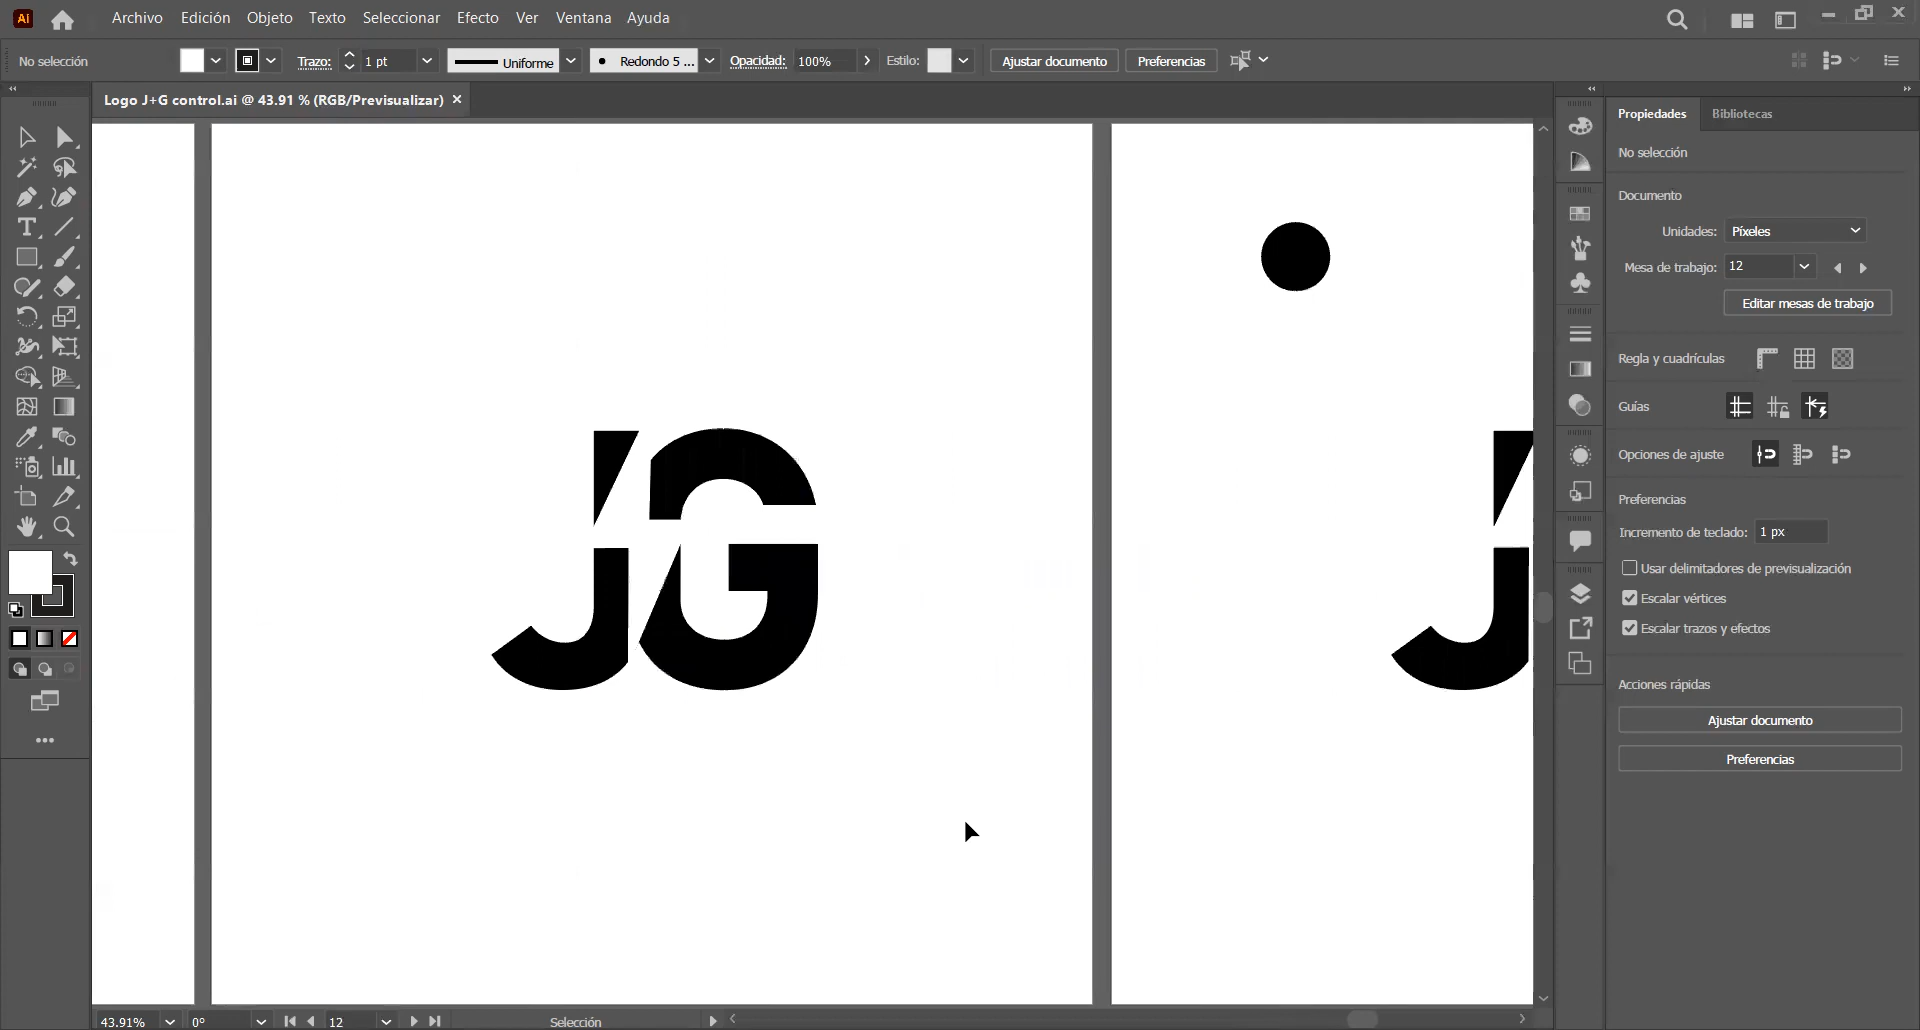 Ai Archivo Edición Objeto Texto Seleccionar Efecto Ver Ventana Ayuda
No selección Trazo: 1 pt Uniforme Redondo 5 ... Opacidad: 100% Estilo: Ajustar documento Preferencias
Logo J+G control.ai @ 43.91 % (RGB/Previsualizar)
JG
J
Propiedades Bibliotecas
No selección
Documento
Unidades: Píxeles
Mesa de trabajo: 12
Editar mesas de trabajo
Regla y cuadrículas
Guías
Opciones de ajuste
Preferencias
Incremento de teclado: 1 px
Usar delimitadores de previsualización
Escalar vértices
Escalar trazos y efectos
Acciones rápidas
Ajustar documento
Preferencias
43.91% 0° 12 Selección